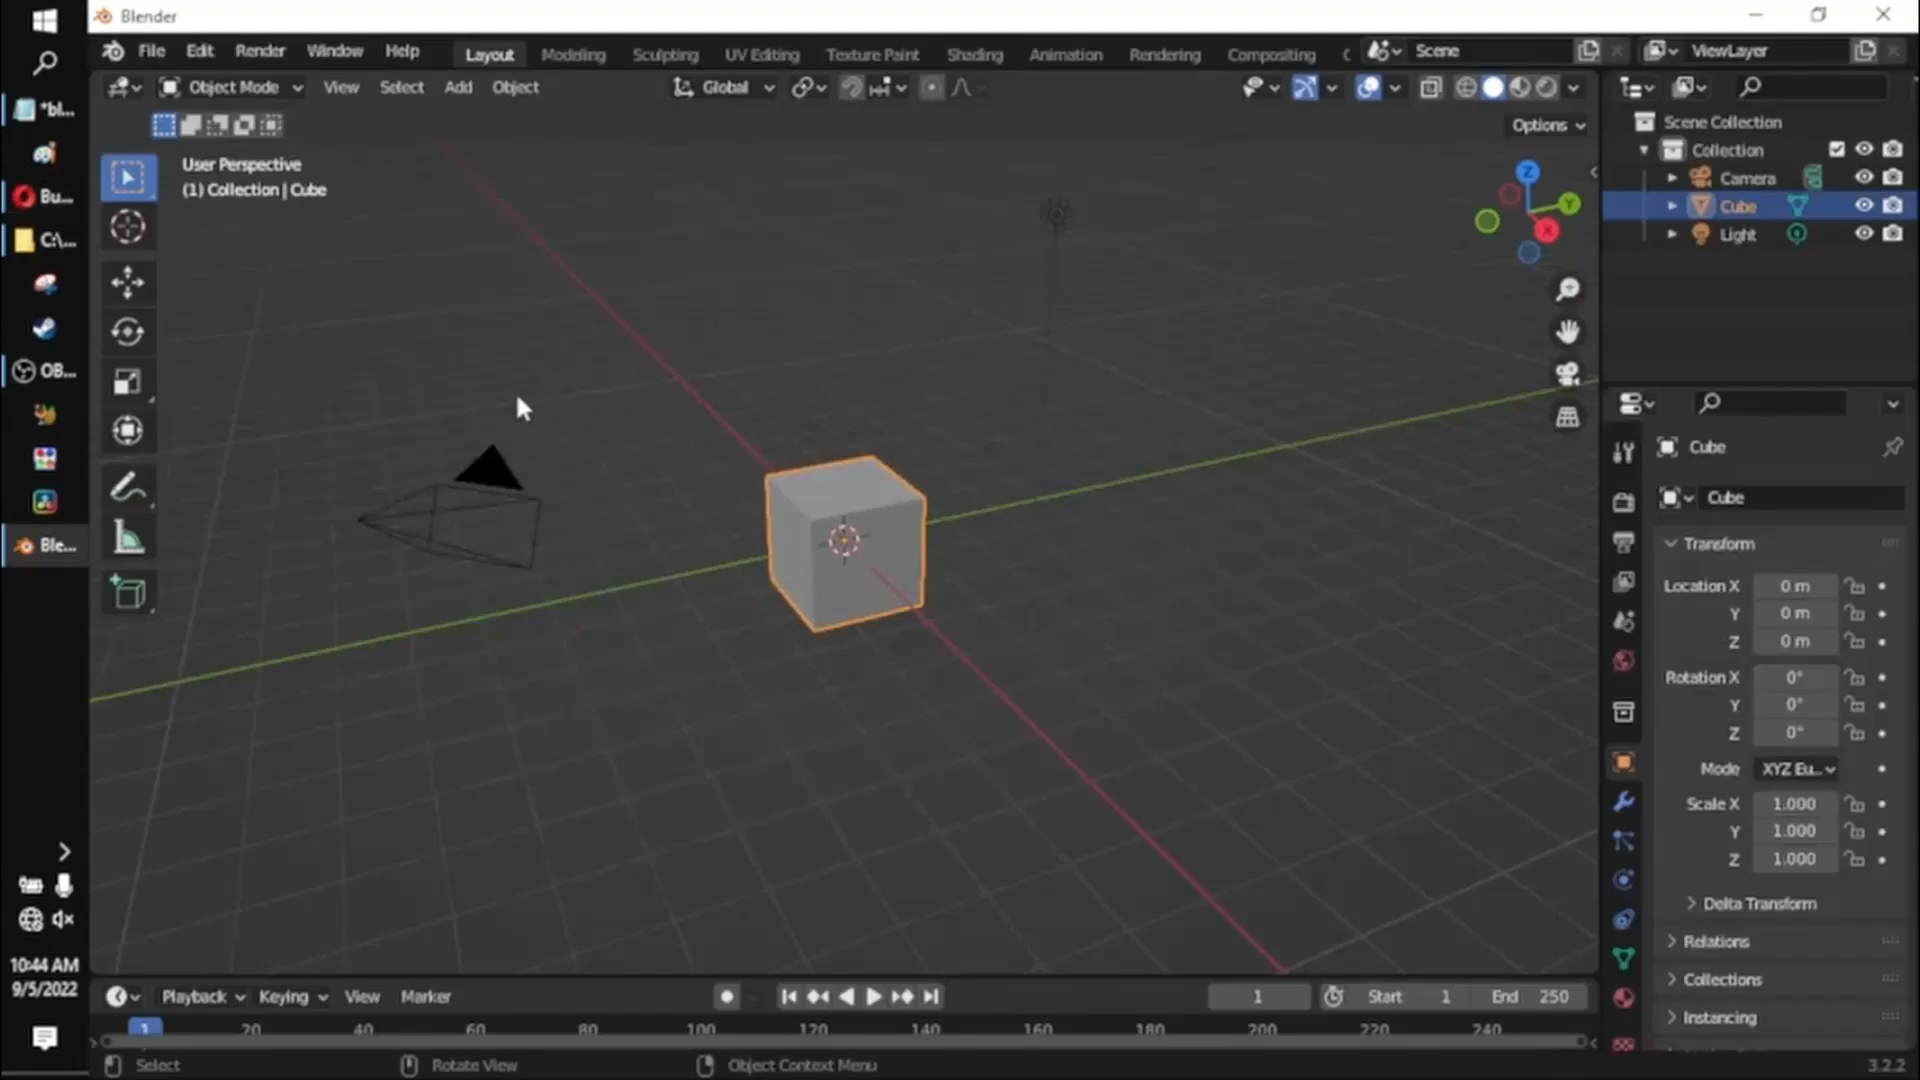 Blender
File Edit Render Window Help Layout Modeling Sculpting UV Editing Texture Paint Shading Animation Rendering Compositing Scene ViewLayer
Object Mode View Select Add Object Global
Options
User Perspective
(1) Collection | Cube
Z
Y
X
Scene Collection
Collection
Camera
Cube
Light
Cube
Cube
Transform
Location X 0 m
Y 0 m
Z 0 m
Rotation X 0°
Y 0°
Z 0°
Mode XYZ Eu...
Scale X 1.000
Y 1.000
Z 1.000
Delta Transform
Relations
Collections
Instancing
*bl...
Bu...
C:\...
OB...
Ble...
10:44 AM
9/5/2022
Playback Keying View Marker 1 Start 1 End 250
1 20 40 60 80 100 120 140 160 180 200 220 240
Select Rotate View Object Context Menu 3.2.2